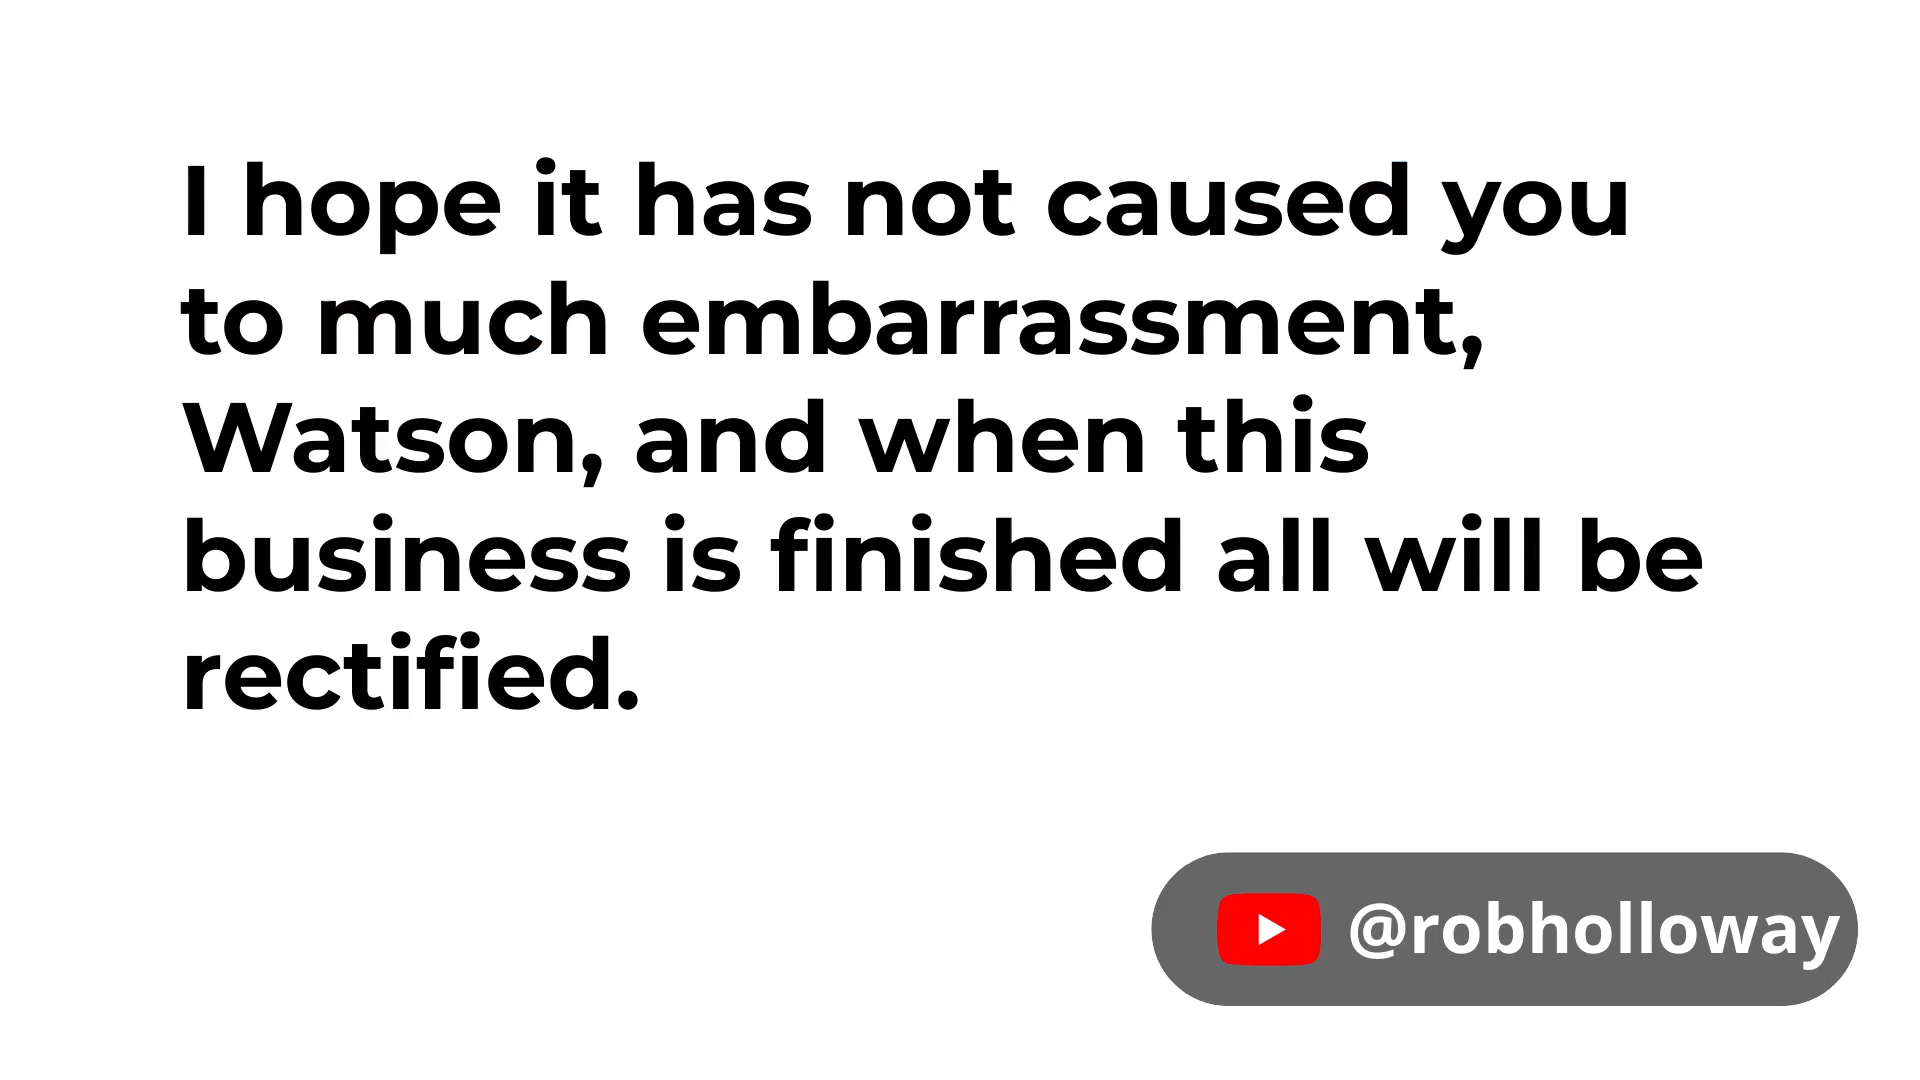 I hope it has not caused you
to much embarrassment,
Watson, and when this
business is finished all will be
rectified.
@robholloway